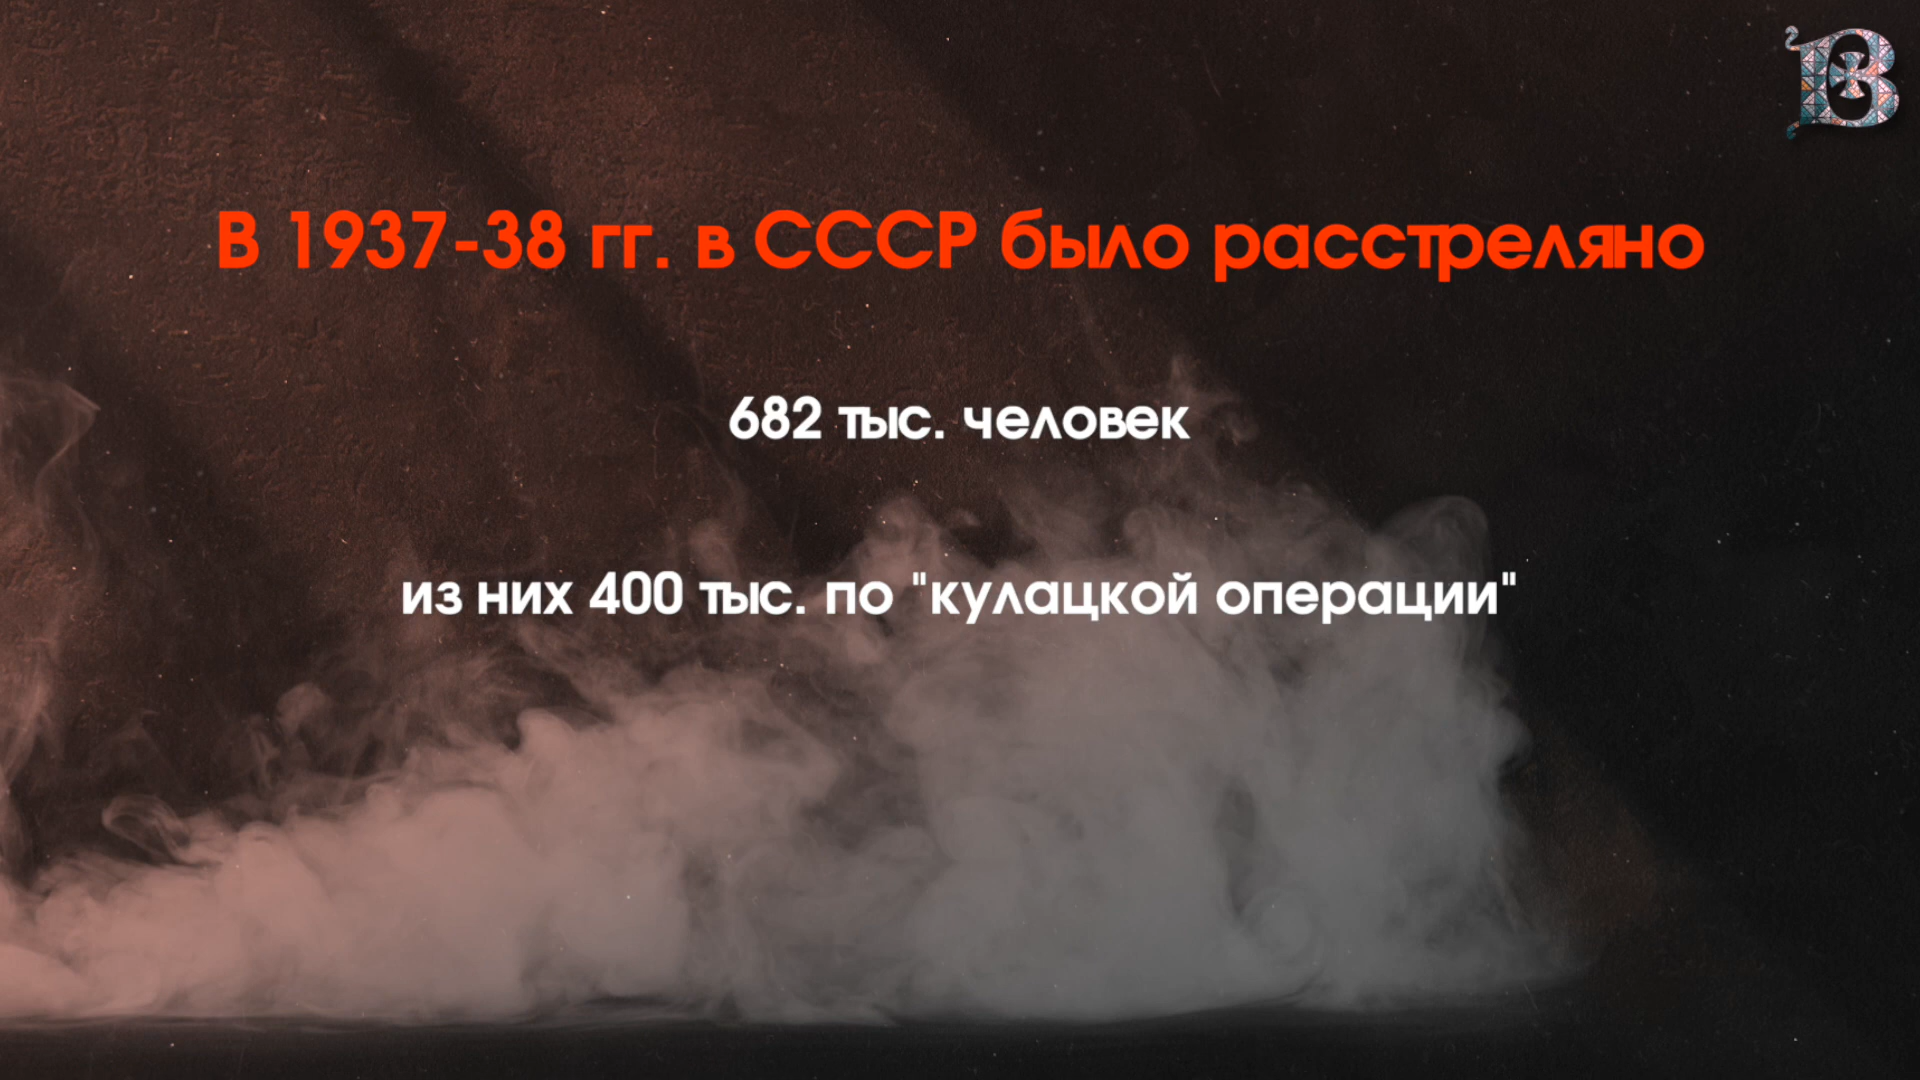 В 1937-38 гг. в СССР было расстреляно
682 тыс. человек
из них 400 тыс. по "кулацкой операции"